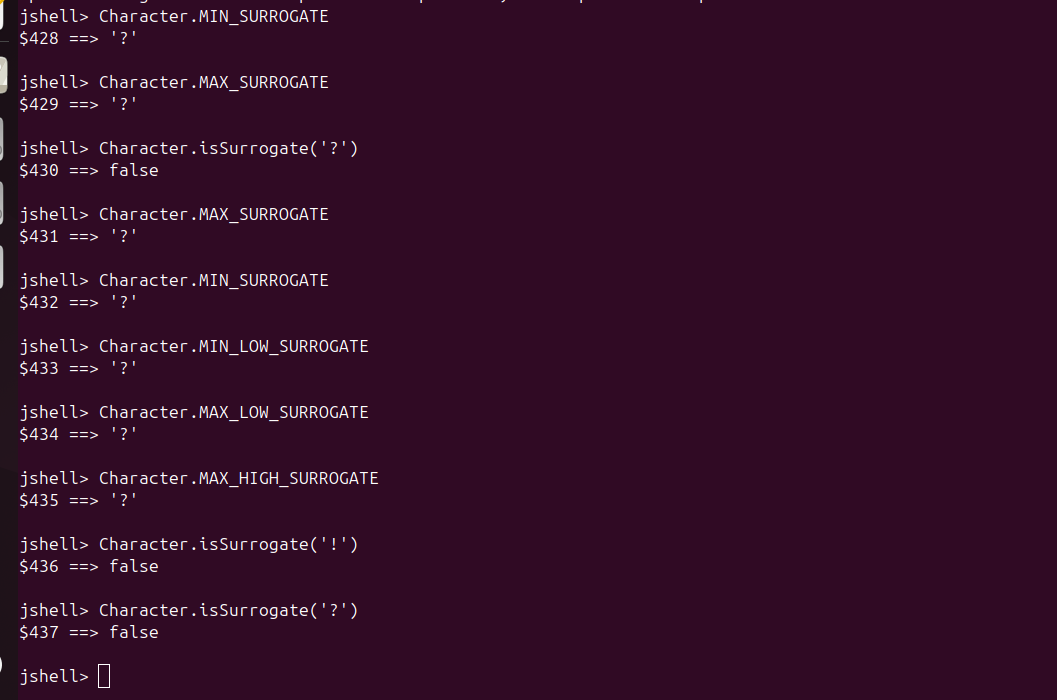 jshell> Character.MIN_SURROGATE
$428 ==> '?'
jshell> Character.MAX_SURROGATE
$429 ==> '?'
jshell> Character.isSurrogate('?')
$430 ==> false
jshell> Character.MAX_SURROGATE
$431 ==> '?'
jshell> Character.MIN_SURROGATE
$432 ==> '?'
jshell> Character.MIN_LOW_SURROGATE
$433 ==> '?'
jshell> Character.MAX_LOW_SURROGATE
$434 ==> '?'
jshell> Character.MAX_HIGH_SURROGATE
$435 ==> '?'
jshell> Character.isSurrogate('!')
$436 ==> false
jshell> Character.isSurrogate('?')
$437 ==> false
jshell>